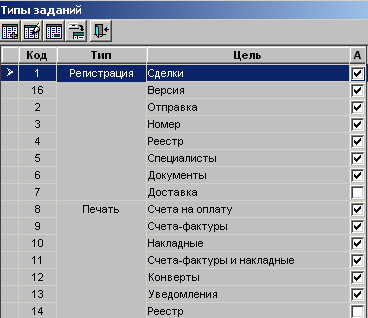 Типы заданий
Код Тип Цель А
1 Регистрация Сделки
16 Версия
2 Отправка
3 Номер
4 Реестр
5 Специалисты
6 Документы
7 Доставка
8 Печать Счета на оплату
9 Счета-фактуры
10 Накладные
11 Счета-фактуры и накладные
12 Конверты
13 Уведомления
14 Реестр